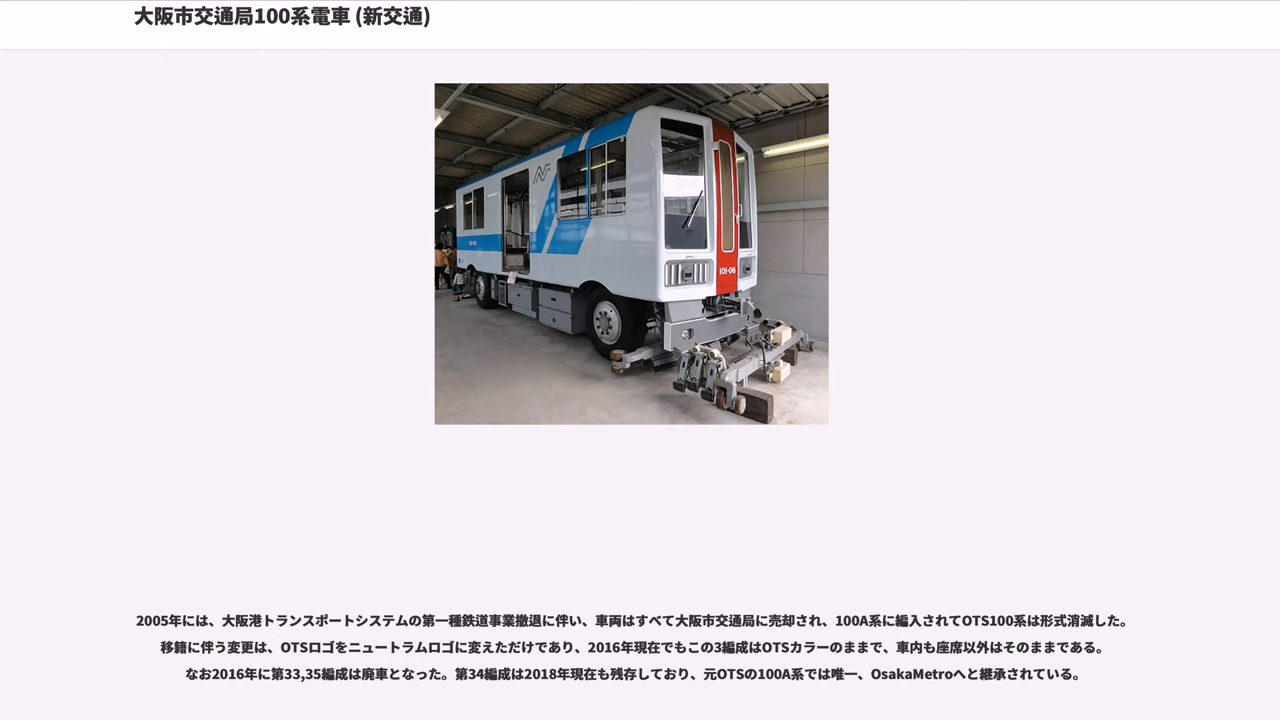 大阪市交通局100系電車 (新交通)
101-06
2005年には、大阪港トランスポートシステムの第一種鉄道事業撤退に伴い、車両はすべて大阪市交通局に売却され、100A系に編入されてOTS100系は形式消滅した。
移籍に伴う変更は、OTSロゴをニュートラムロゴに変えただけであり、2016年現在でもこの3編成はOTSカラーのままで、車内も座席以外はそのままである。
なお2016年に第33,35編成は廃車となった。第34編成は2018年現在も残存しており、元OTSの100A系では唯一、OsakaMetroへと継承されている。